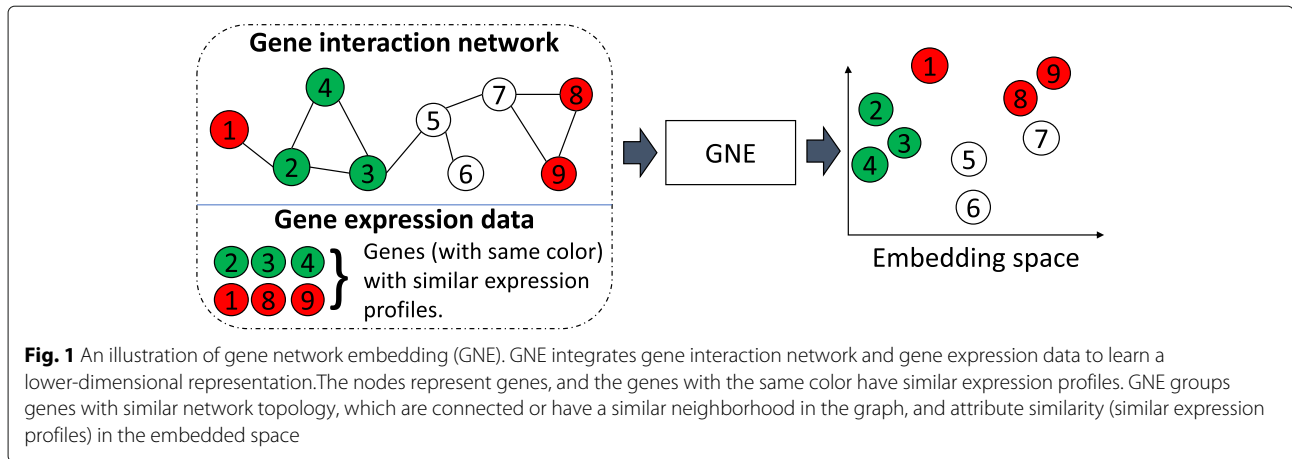 Gene interaction network
1
2
4
3
5
6
7
8
9
Gene expression data
2 3 4
1 8 9
}
Genes (with same color)
with similar expression
profiles.
GNE
1
2
3
4
5
6
7
8
9
Embedding space
Fig. 1 An illustration of gene network embedding (GNE). GNE integrates gene interaction network and gene expression data to learn a
lower-dimensional representation.The nodes represent genes, and the genes with the same color have similar expression profiles. GNE groups
genes with similar network topology, which are connected or have a similar neighborhood in the graph, and attribute similarity (similar expression
profiles) in the embedded space